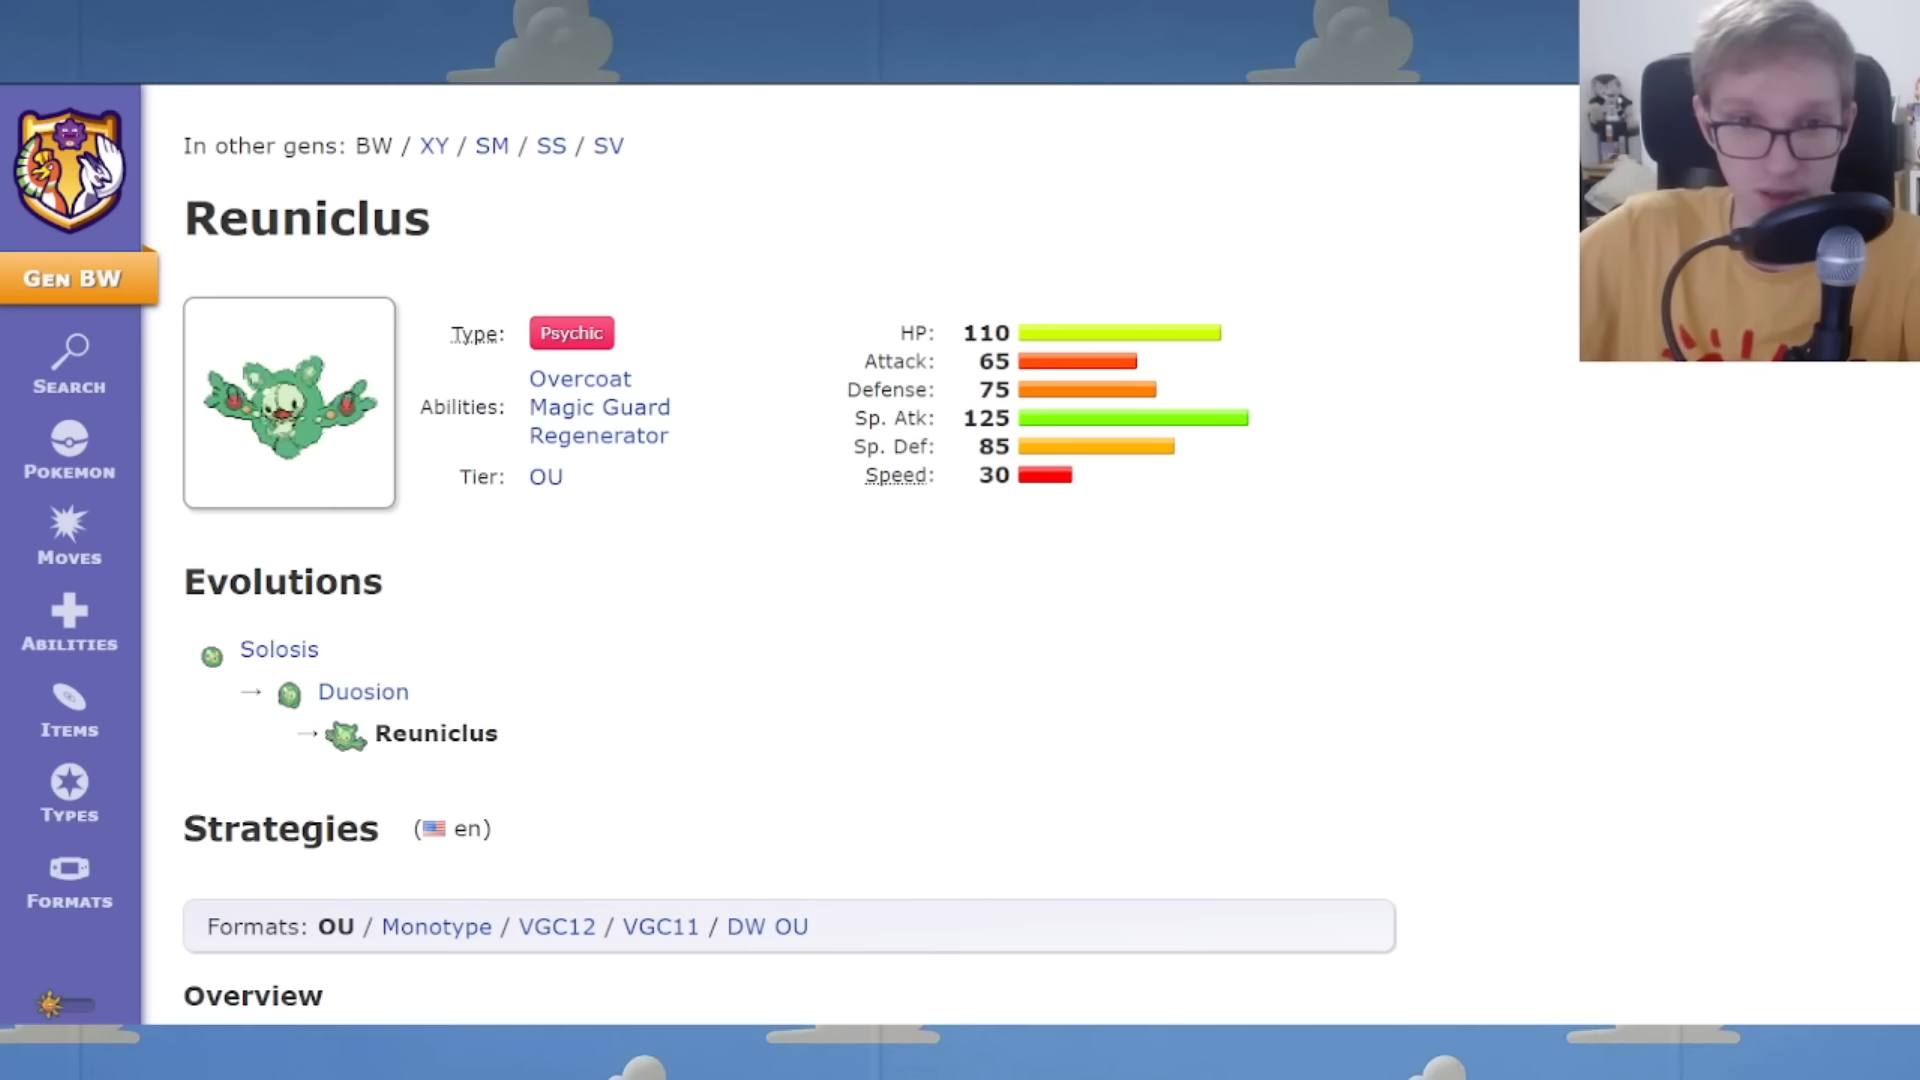 In other gens: BW / XY / SM / SS / SV
Reuniclus
GEN BW
Type: Psychic
Abilities: Overcoat
Magic Guard
Regenerator
Tier: OU
HP: 110
Attack: 65
Defense: 75
Sp. Atk: 125
Sp. Def: 85
Speed: 30
SEARCH
POKEMON
MOVES
ABILITIES
ITEMS
TYPES
FORMATS
Evolutions
Solosis
→ Duosion
→ Reuniclus
Strategies (en)
Formats: OU / Monotype / VGC12 / VGC11 / DW OU
Overview